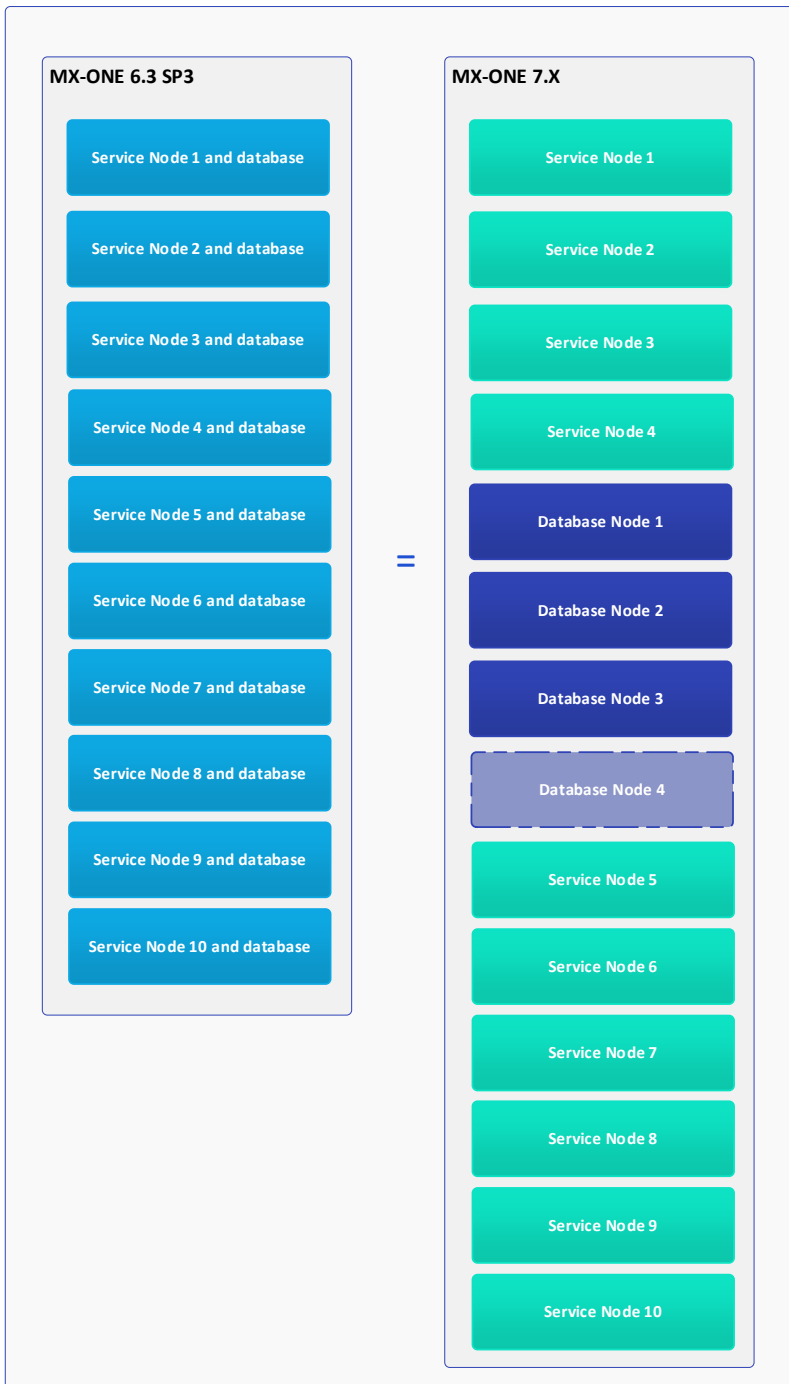 MX-ONE 6.3 SP3
Service Node 1 and database
Service Node 2 and database
Service Node 3 and database
Service Node 4 and database
Service Node 5 and database
Service Node 6 and database
Service Node 7 and database
Service Node 8 and database
Service Node 9 and database
Service Node 10 and database
=
MX-ONE 7.X
Service Node 1
Service Node 2
Service Node 3
Service Node 4
Database Node 1
Database Node 2
Database Node 3
Database Node 4
Service Node 5
Service Node 6
Service Node 7
Service Node 8
Service Node 9
Service Node 10